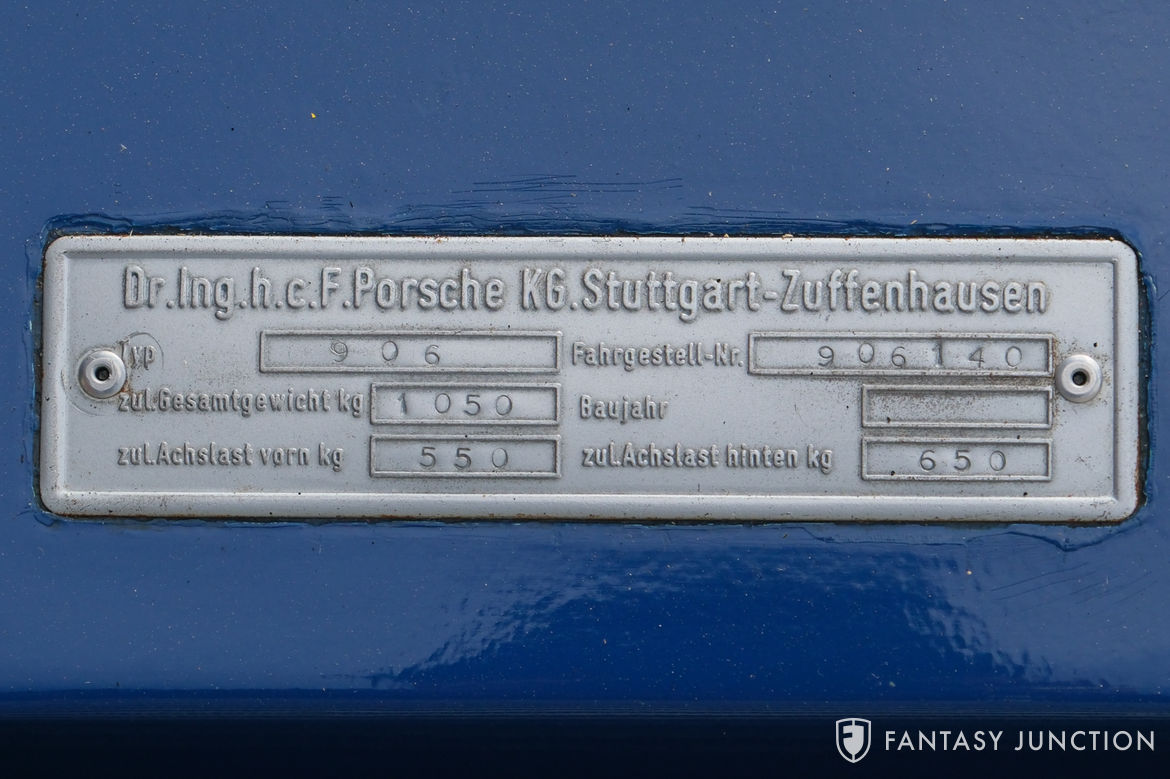 Dr.Ing.h.c.F.Porsche KG.Stuttgart-Zuffenhausen
Typ 906 Fahrgestell-Nr. 906140
zul.Gesamtgewicht kg 1050 Baujahr
zul.Achslast vorn kg 550 zul.Achslast hinten kg 650
FANTASY JUNCTION